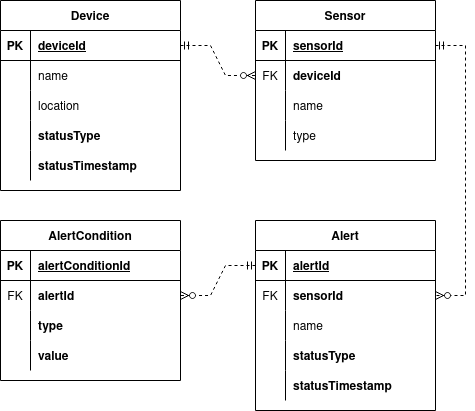 Device
PK deviceId
name
location
statusType
statusTimestamp
Sensor
PK sensorId
FK deviceId
name
type
AlertCondition
PK alertConditionId
FK alertId
type
value
Alert
PK alertId
FK sensorId
name
statusType
statusTimestamp